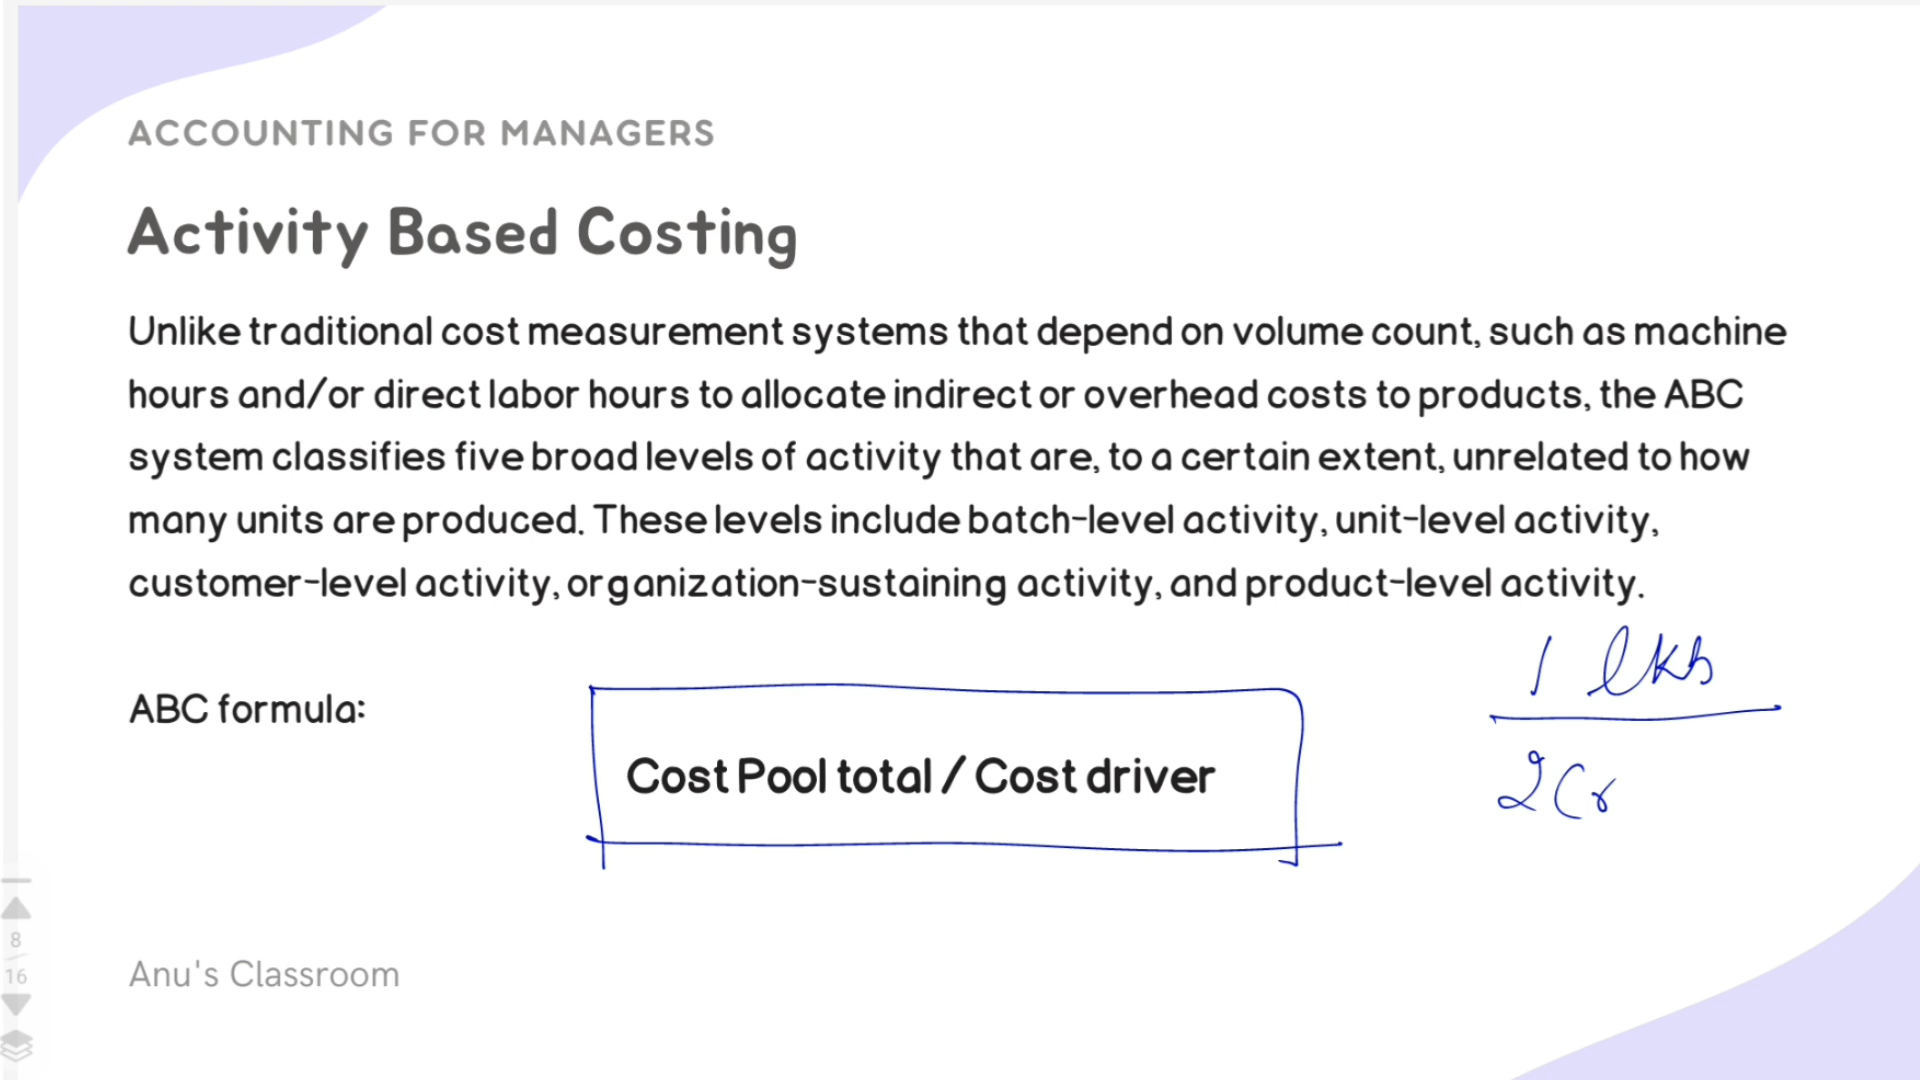 ACCOUNTING FOR MANAGERS
Activity Based Costing
Unlike traditional cost measurement systems that depend on volume count, such as machine
hours and/or direct labor hours to allocate indirect or overhead costs to products, the ABC
system classifies five broad levels of activity that are, to a certain extent, unrelated to how
many units are produced. These levels include batch-level activity, unit-level activity,
customer-level activity, organization-sustaining activity, and product-level activity.
1 lkh
ABC formula:
Cost Pool total / Cost driver
2 Cr
8
16
Anu's Classroom